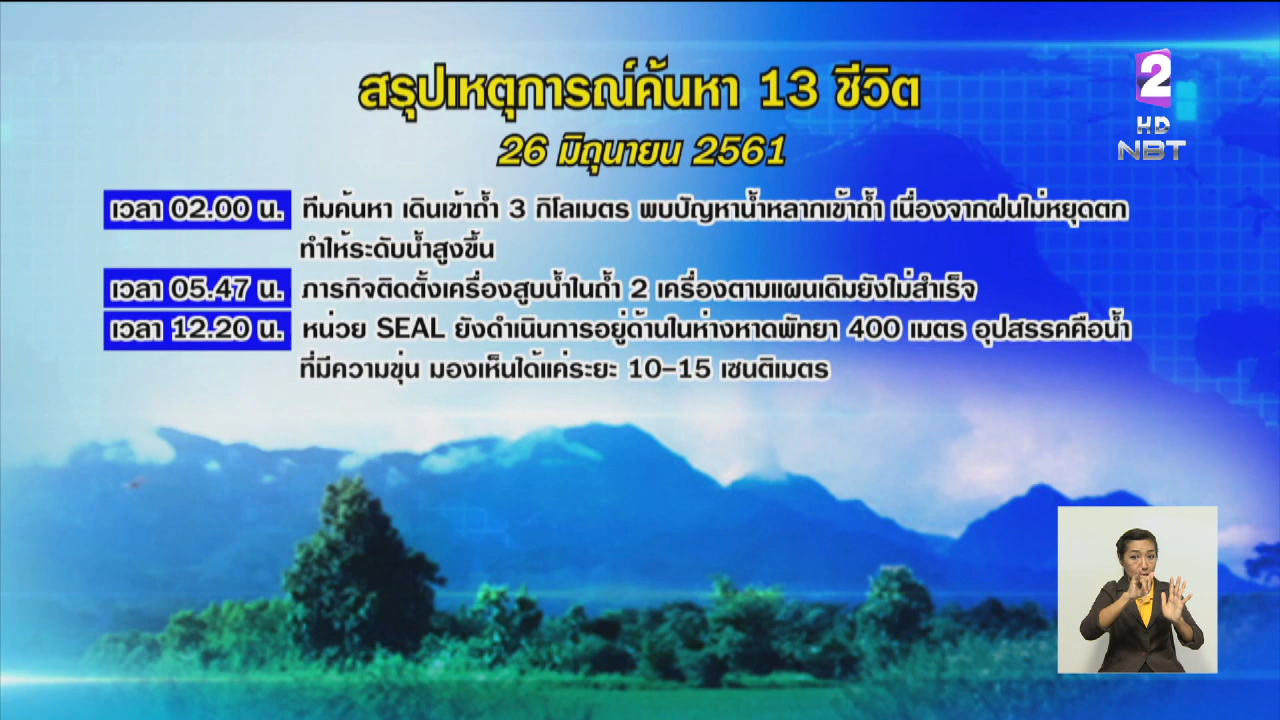 สรุปเหตุการณ์ค้นหา 13 ชีวิต
2
HD
NBT
26 มิถุนายน 2561
เวลา 02.00 น. ทีมค้นหา เดินเข้าถ้ำ 3 กิโลเมตร พบปัญหาน้ำหลากเข้าถ้ำ เนื่องจากฝนไม่หยุดตก
ทำให้ระดับน้ำสูงขึ้น
เวลา 05.47 น. ภารกิจติดตั้งเครื่องสูบน้ำในถ้ำ 2 เครื่องตามแผนเดิมยังไม่สำเร็จ
เวลา 12.20 น. หน่วย SEAL ยังดำเนินการอยู่ด้านในห่างหาดพัทยา 400 เมตร อุปสรรคคือน้ำ
ที่มีความขุ่น มองเห็นได้แค่ระยะ 10-15 เซนติเมตร